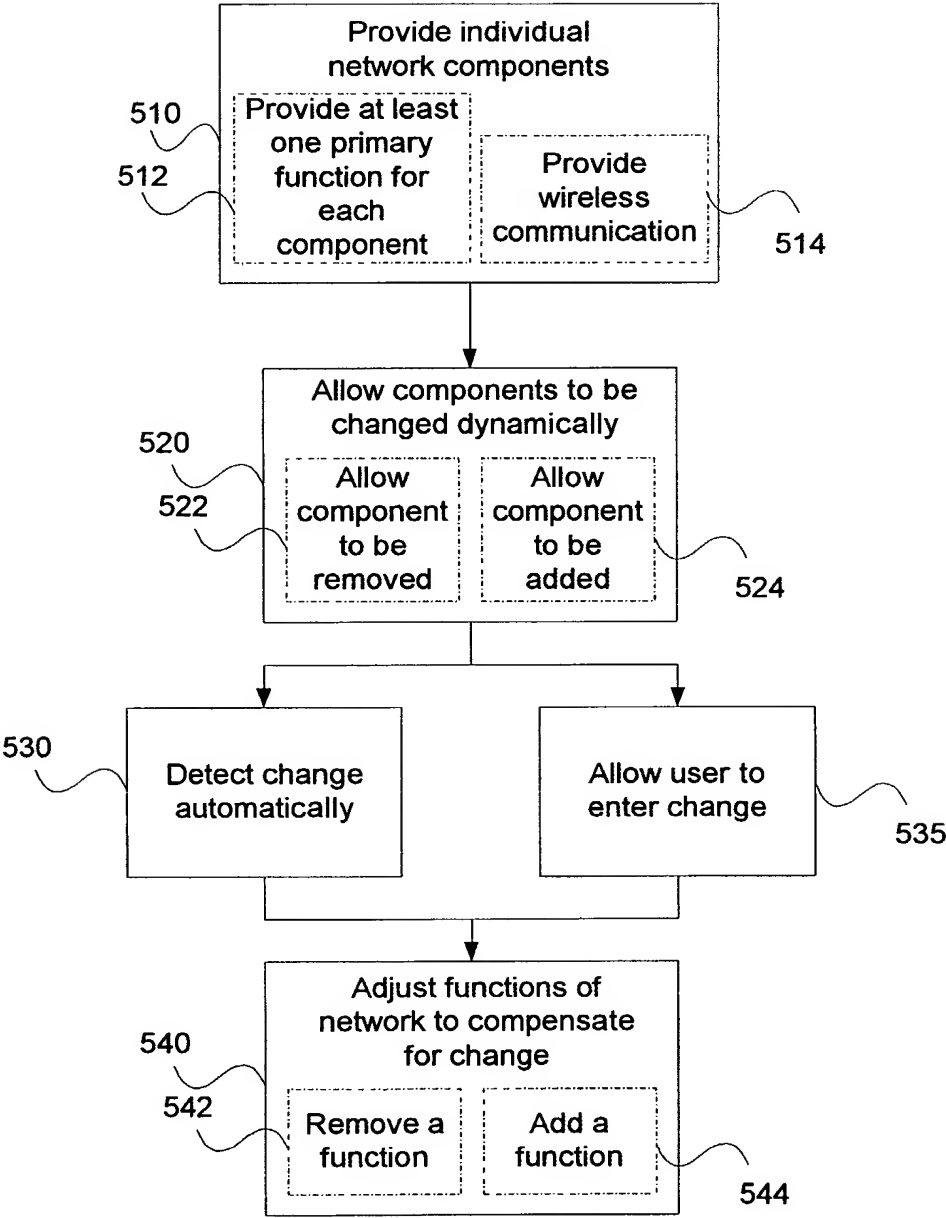 Provide individual
network components
510
Provide at least
one primary
function for
each
component
512
Provide
wireless
communication
514
Allow components to be
changed dynamically
520
Allow
component
to be
removed
522
Allow
component
to be
added
524
530
Detect change
automatically
Allow user to
enter change
535
Adjust functions of
network to compensate
for change
540
542
Remove a
function
Add a
function
544